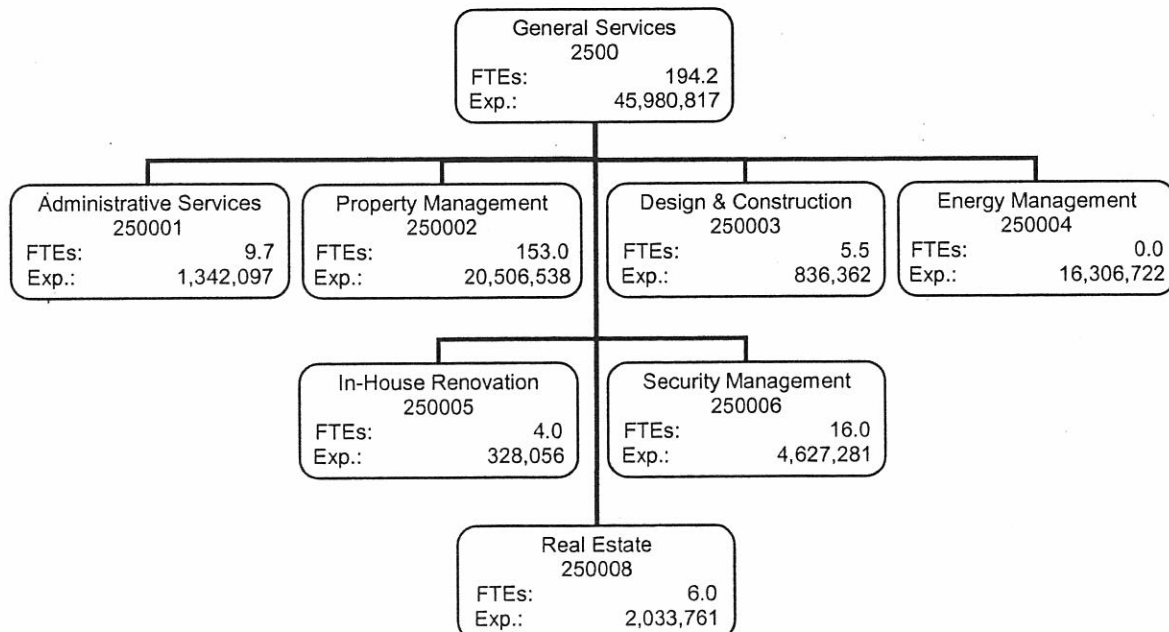 General Services
2500
FTEs: 194.2
Exp.: 45,980,817
Administrative Services
250001
FTEs: 9.7
Exp.: 1,342,097
Property Management
250002
FTEs: 153.0
Exp.: 20,506,538
Design & Construction
250003
FTEs: 5.5
Exp.: 836,362
Energy Management
250004
FTEs: 0.0
Exp.: 16,306,722
In-House Renovation
250005
FTEs: 4.0
Exp.: 328,056
Security Management
250006
FTEs: 16.0
Exp.: 4,627,281
Real Estate
250008
FTEs: 6.0
Exp.: 2,033,761